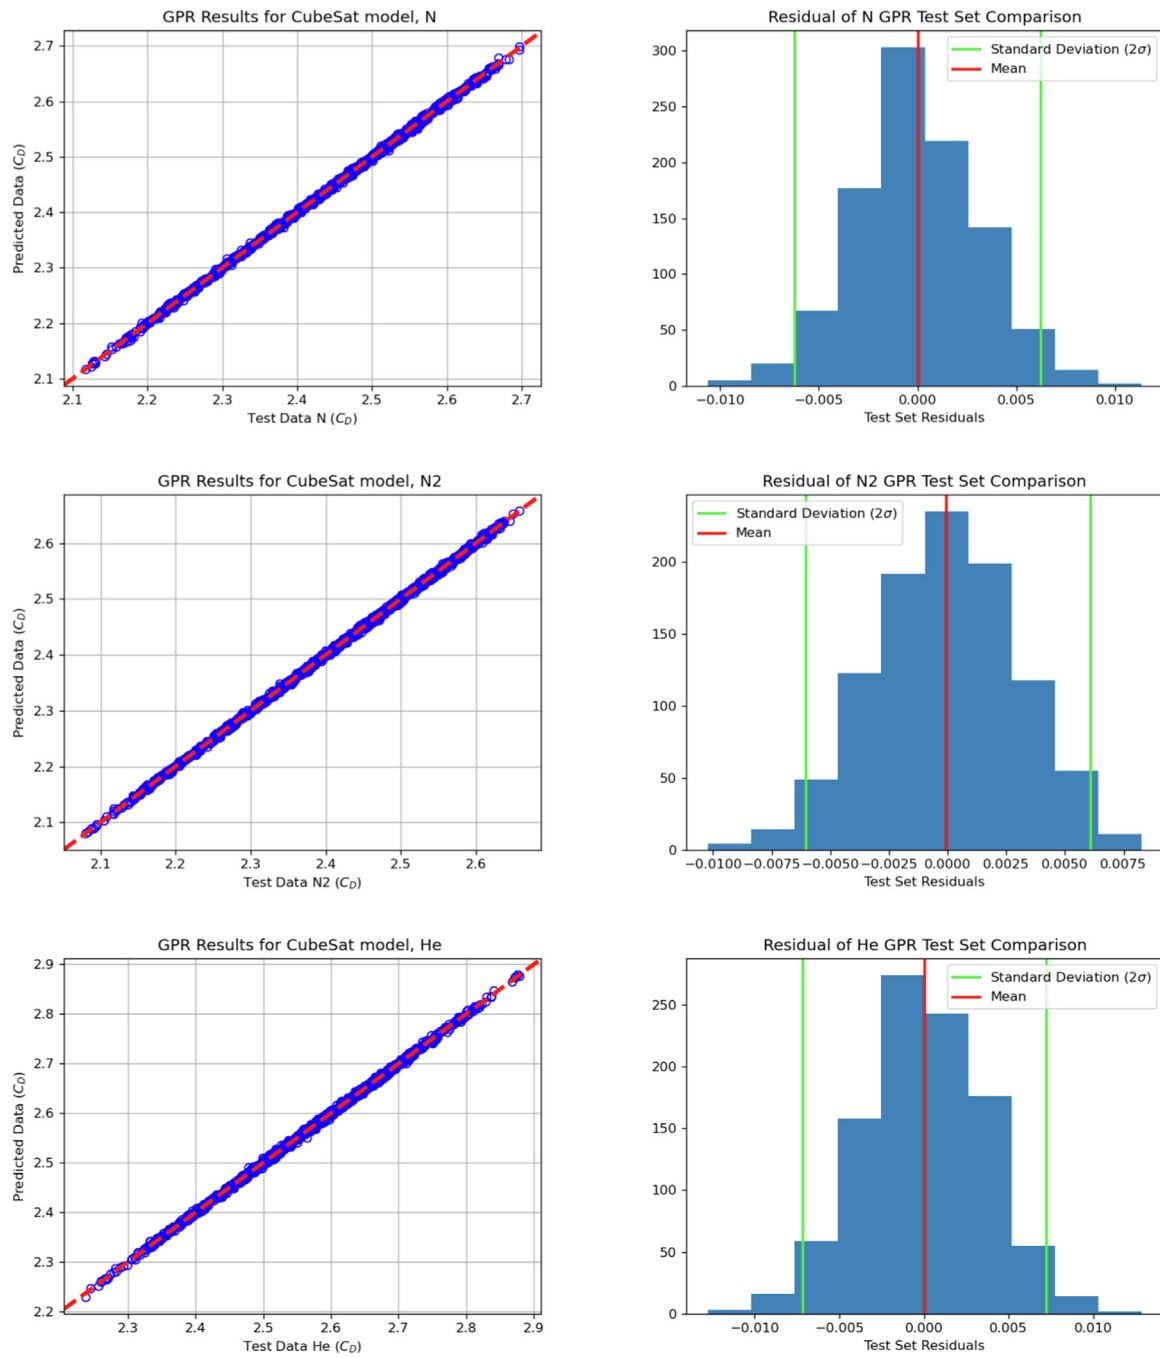 GPR Results for CubeSat model, N
2.7
2.6
2.5
2.4
2.3
2.2
2.1
Predicted Data (C_D)
2.1 2.2 2.3 2.4 2.5 2.6 2.7
Test Data N (C_D)
Residual of N GPR Test Set Comparison
Standard Deviation (2σ)
Mean
300
250
200
150
100
50
0
−0.010 −0.005 0.000 0.005 0.010
Test Set Residuals
GPR Results for CubeSat model, N2
2.6
2.5
2.4
2.3
2.2
2.1
Predicted Data (C_D)
2.1 2.2 2.3 2.4 2.5 2.6
Test Data N2 (C_D)
Residual of N2 GPR Test Set Comparison
Standard Deviation (2σ)
Mean
200
150
100
50
0
−0.0100 −0.0075 −0.0050 −0.0025 0.0000 0.0025 0.0050 0.0075
Test Set Residuals
GPR Results for CubeSat model, He
2.9
2.8
2.7
2.6
2.5
2.4
2.3
2.2
Predicted Data (C_D)
2.3 2.4 2.5 2.6 2.7 2.8 2.9
Test Data He (C_D)
Residual of He GPR Test Set Comparison
Standard Deviation (2σ)
Mean
250
200
150
100
50
0
−0.010 −0.005 0.000 0.005 0.010
Test Set Residuals